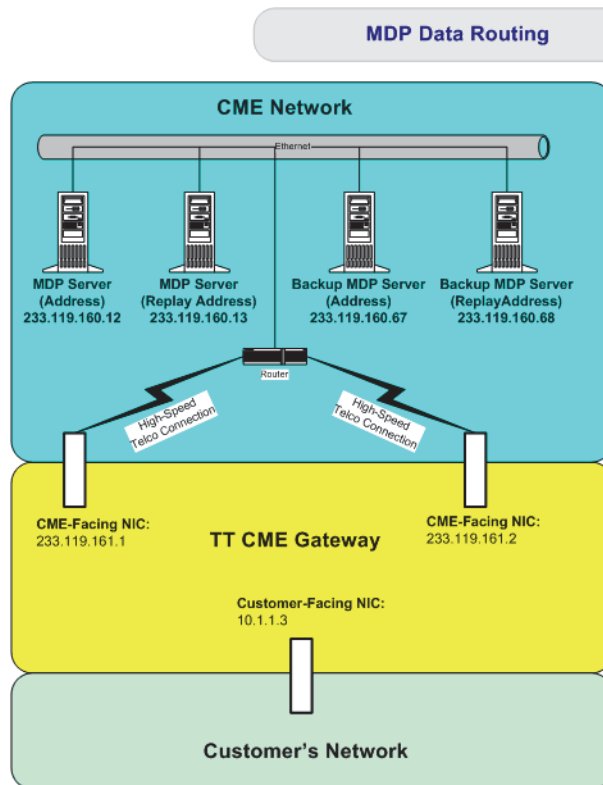 MDP Data Routing
CME Network
Ethernet
MDP Server
(Address)
233.119.160.12
MDP Server
(Replay Address)
233.119.160.13
Backup MDP Server
(Address)
233.119.160.67
Backup MDP Server
(ReplayAddress)
233.119.160.68
Router
High-Speed
Telco Connection
High-Speed
Telco Connection
CME-Facing NIC:
233.119.161.1
TT CME Gateway
CME-Facing NIC:
233.119.161.2
Customer-Facing NIC:
10.1.1.3
Customer's Network